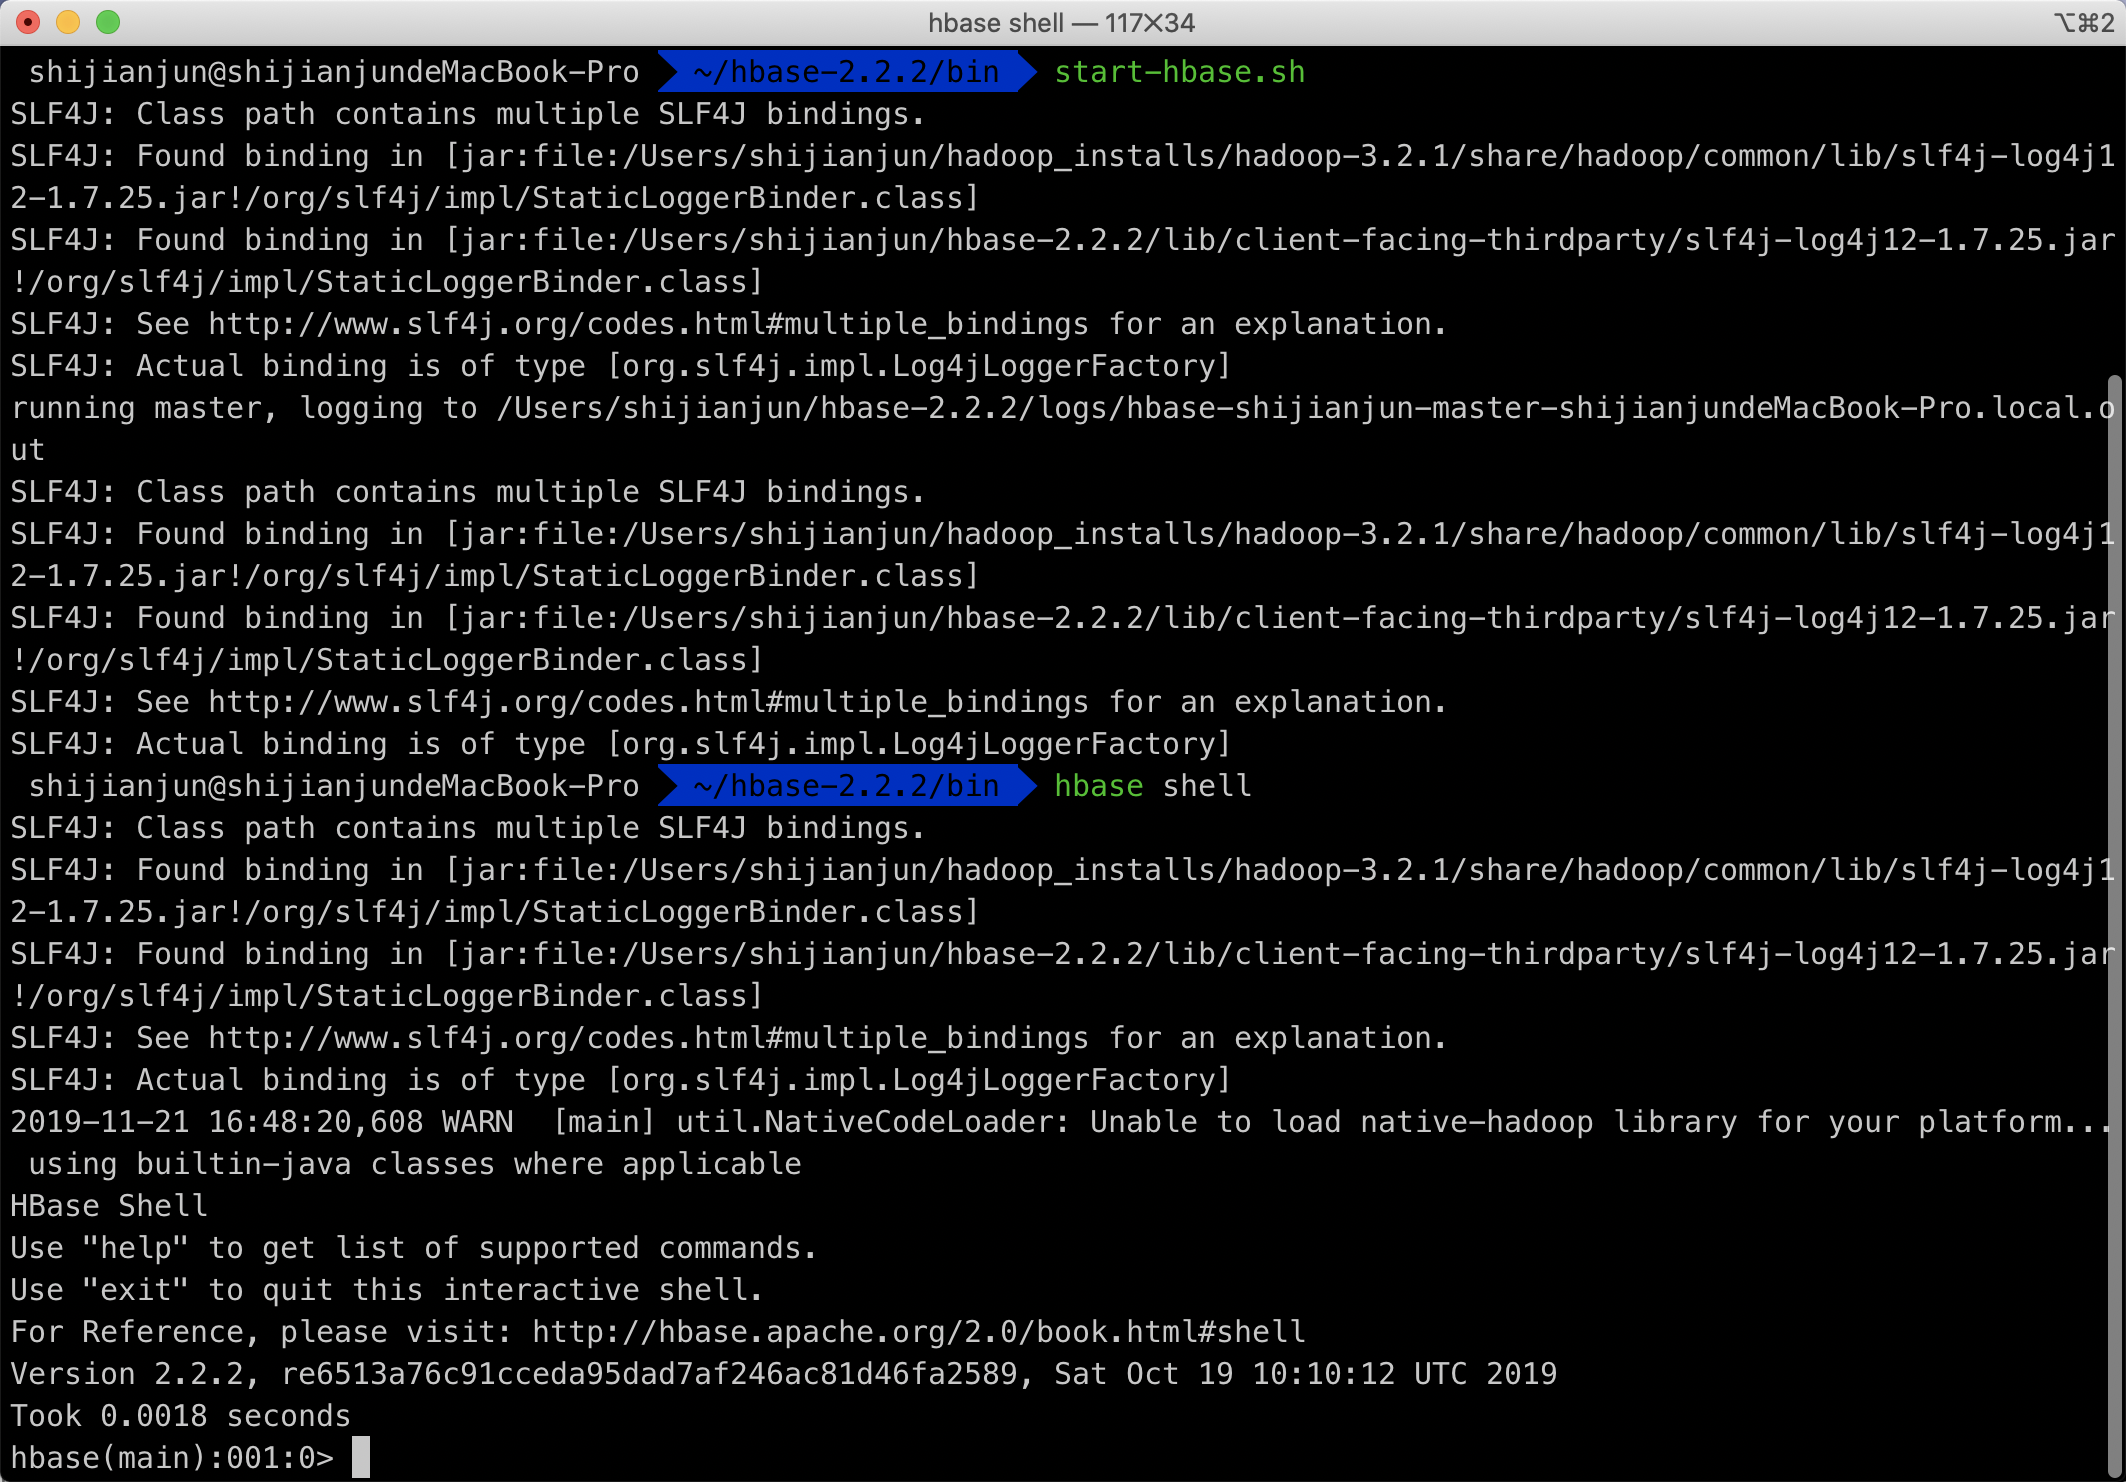 hbase shell — 117✕34
⌥⌘2
shijianjun@shijianjundeMacBook-Pro ~/hbase-2.2.2/bin start-hbase.sh
SLF4J: Class path contains multiple SLF4J bindings.
SLF4J: Found binding in [jar:file:/Users/shijianjun/hadoop_installs/hadoop-3.2.1/share/hadoop/common/lib/slf4j-log4j1
2-1.7.25.jar!/org/slf4j/impl/StaticLoggerBinder.class]
SLF4J: Found binding in [jar:file:/Users/shijianjun/hbase-2.2.2/lib/client-facing-thirdparty/slf4j-log4j12-1.7.25.jar
!/org/slf4j/impl/StaticLoggerBinder.class]
SLF4J: See http://www.slf4j.org/codes.html#multiple_bindings for an explanation.
SLF4J: Actual binding is of type [org.slf4j.impl.Log4jLoggerFactory]
running master, logging to /Users/shijianjun/hbase-2.2.2/logs/hbase-shijianjun-master-shijianjundeMacBook-Pro.local.o
ut
SLF4J: Class path contains multiple SLF4J bindings.
SLF4J: Found binding in [jar:file:/Users/shijianjun/hadoop_installs/hadoop-3.2.1/share/hadoop/common/lib/slf4j-log4j1
2-1.7.25.jar!/org/slf4j/impl/StaticLoggerBinder.class]
SLF4J: Found binding in [jar:file:/Users/shijianjun/hbase-2.2.2/lib/client-facing-thirdparty/slf4j-log4j12-1.7.25.jar
!/org/slf4j/impl/StaticLoggerBinder.class]
SLF4J: See http://www.slf4j.org/codes.html#multiple_bindings for an explanation.
SLF4J: Actual binding is of type [org.slf4j.impl.Log4jLoggerFactory]
shijianjun@shijianjundeMacBook-Pro ~/hbase-2.2.2/bin hbase shell
SLF4J: Class path contains multiple SLF4J bindings.
SLF4J: Found binding in [jar:file:/Users/shijianjun/hadoop_installs/hadoop-3.2.1/share/hadoop/common/lib/slf4j-log4j1
2-1.7.25.jar!/org/slf4j/impl/StaticLoggerBinder.class]
SLF4J: Found binding in [jar:file:/Users/shijianjun/hbase-2.2.2/lib/client-facing-thirdparty/slf4j-log4j12-1.7.25.jar
!/org/slf4j/impl/StaticLoggerBinder.class]
SLF4J: See http://www.slf4j.org/codes.html#multiple_bindings for an explanation.
SLF4J: Actual binding is of type [org.slf4j.impl.Log4jLoggerFactory]
2019-11-21 16:48:20,608 WARN  [main] util.NativeCodeLoader: Unable to load native-hadoop library for your platform...
using builtin-java classes where applicable
HBase Shell
Use "help" to get list of supported commands.
Use "exit" to quit this interactive shell.
For Reference, please visit: http://hbase.apache.org/2.0/book.html#shell
Version 2.2.2, re6513a76c91cceda95dad7af246ac81d46fa2589, Sat Oct 19 10:10:12 UTC 2019
Took 0.0018 seconds
hbase(main):001:0>